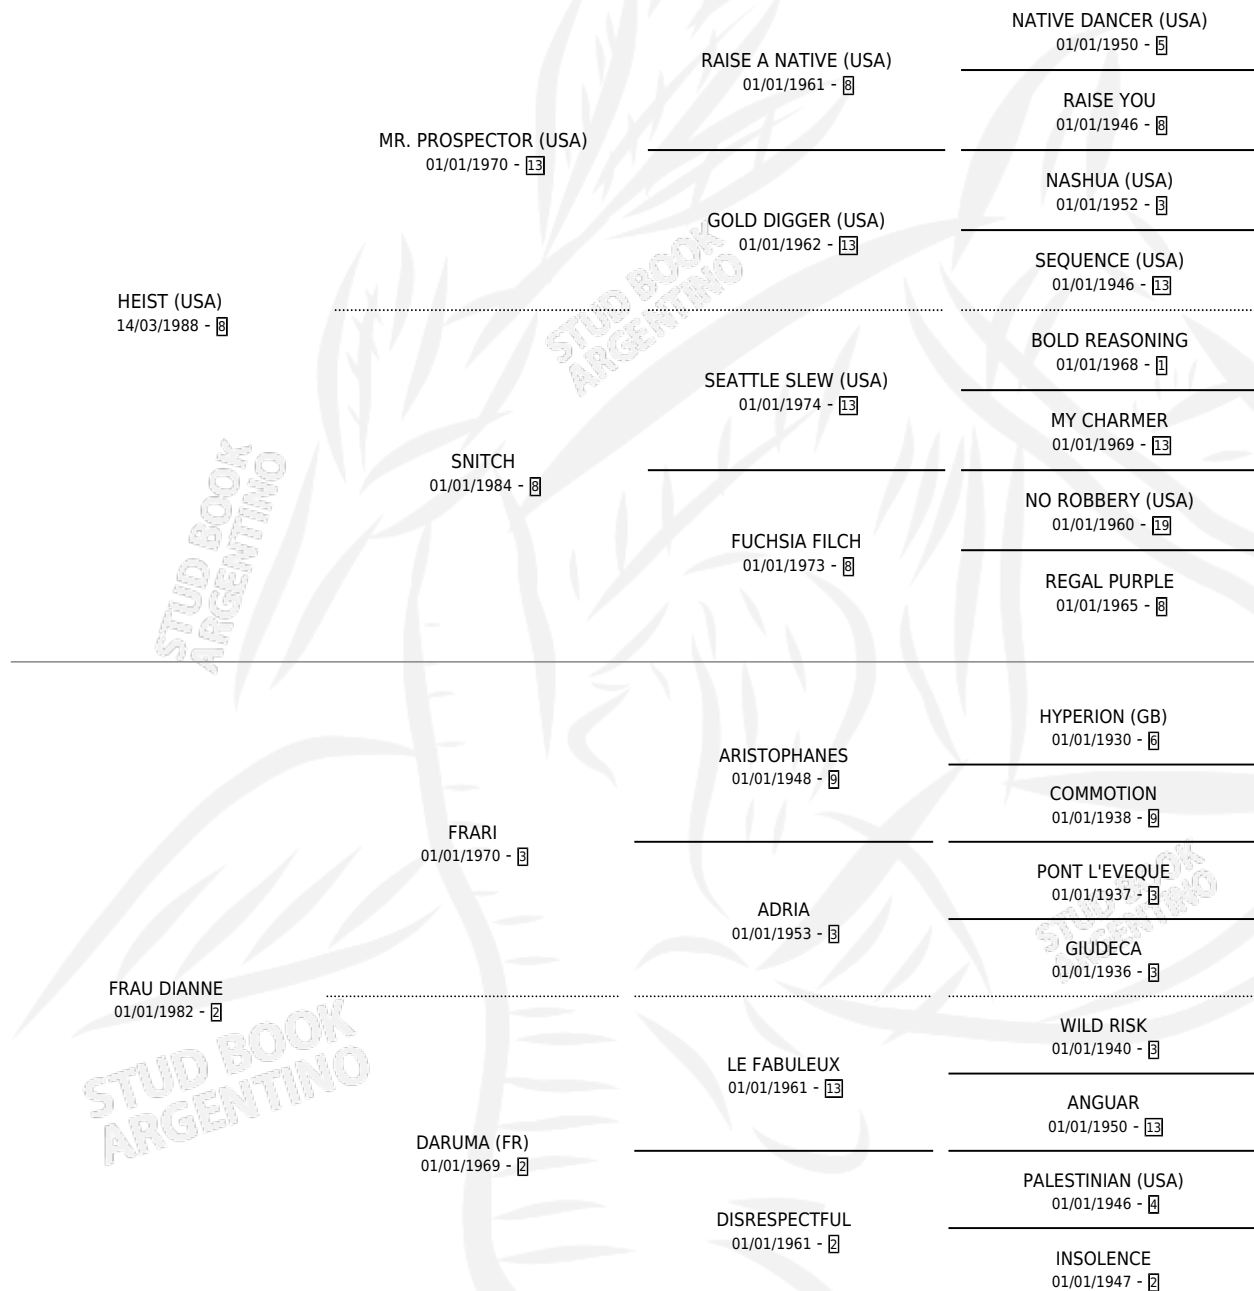 NATIVE DANCER (USA)
01/01/1950 - 5
RAISE A NATIVE (USA)
01/01/1961 - 8
RAISE YOU
01/01/1946 - 8
MR. PROSPECTOR (USA)
01/01/1970 - 13
NASHUA (USA)
01/01/1952 - 3
GOLD DIGGER (USA)
01/01/1962 - 13
SEQUENCE (USA)
01/01/1946 - 13
HEIST (USA)
14/03/1988 - 8
STUD BOOK
ARGENTINO
BOLD REASONING
01/01/1968 - 1
SEATTLE SLEW (USA)
01/01/1974 - 13
MY CHARMER
01/01/1969 - 13
SNITCH
01/01/1984 - 8
NO ROBBERY (USA)
01/01/1960 - 19
FUCHSIA FILCH
01/01/1973 - 8
REGAL PURPLE
01/01/1965 - 8
STUD BOOK
ARGENTINO
HYPERION (GB)
01/01/1930 - 6
ARISTOPHANES
01/01/1948 - 9
COMMOTION
01/01/1938 - 9
FRARI
01/01/1970 - 3
PONT L'EVEQUE
01/01/1937 - 3
ADRIA
01/01/1953 - 3
GIUDECA
01/01/1936 - 3
STUD BOOK
ARGENTINO
FRAU DIANNE
01/01/1982 - 2
WILD RISK
01/01/1940 - 3
LE FABULEUX
01/01/1961 - 13
ANGUAR
01/01/1950 - 13
STUD BOOK
ARGENTINO
DARUMA (FR)
01/01/1969 - 2
PALESTINIAN (USA)
01/01/1946 - 4
DISRESPECTFUL
01/01/1961 - 2
INSOLENCE
01/01/1947 - 2